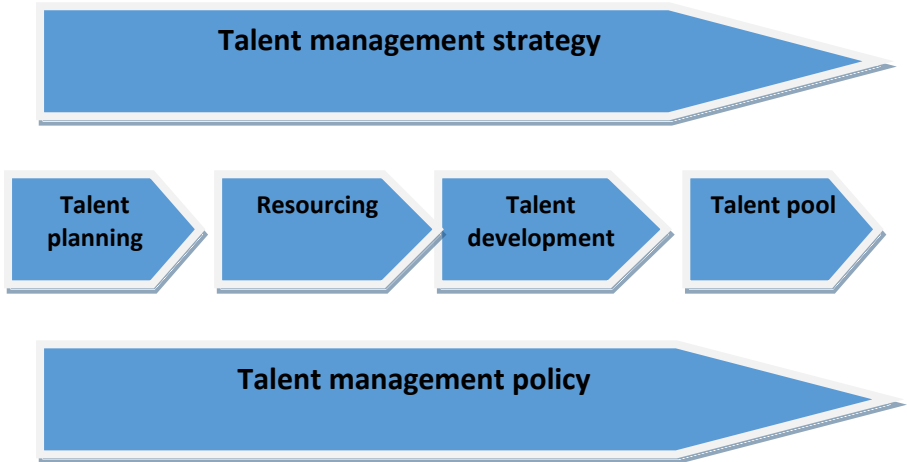 Talent management strategy
Talent
planning
Resourcing
Talent
development
Talent pool
Talent management policy